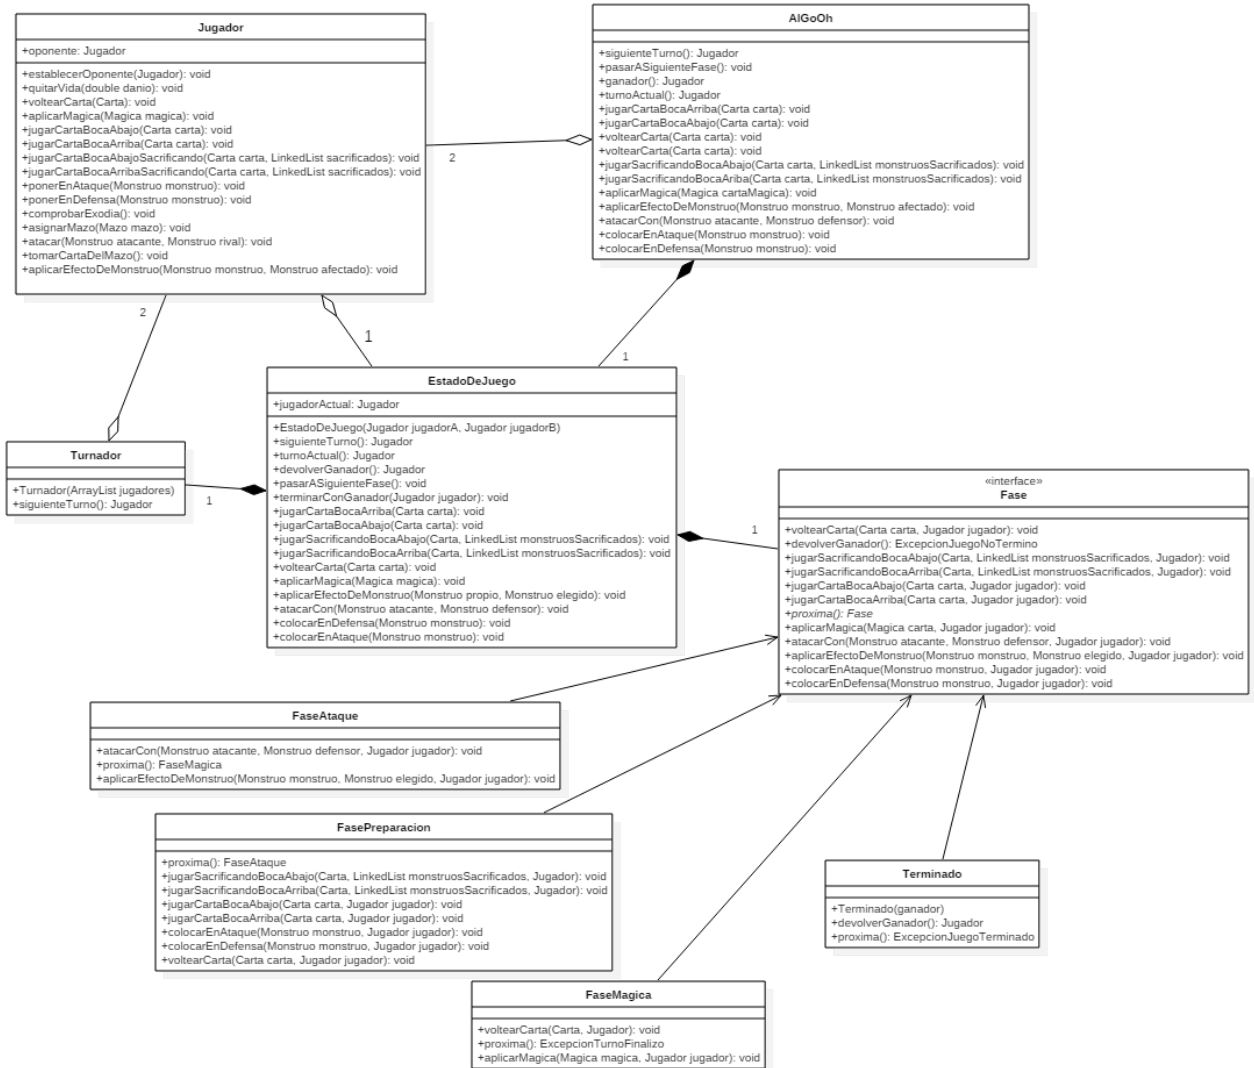 Jugador
+oponente: Jugador
+establecerOponente(Jugador): void
+quitarVida(double danio): void
+voltearCarta(Carta): void
+aplicarMagica(Magica magica): void
+jugarCartaBocaAbajo(Carta carta): void
+jugarCartaBocaArriba(Carta carta): void
+jugarCartaBocaAbajoSacrificando(Carta carta, LinkedList sacrificados): void
+jugarCartaBocaArribaSacrificando(Carta carta, LinkedList sacrificados): void
+ponerEnAtaque(Monstruo monstruo): void
+ponerEnDefensa(Monstruo monstruo): void
+comprobarExodia(): void
+asignarMazo(Mazo mazo): void
+atacar(Monstruo atacante, Monstruo rival): void
+tomarCartaDelMazo(): void
+aplicarEfectoDeMonstruo(Monstruo monstruo, Monstruo afectado): void
AlGoOh
+siguienteTurno(): Jugador
+pasarASiguienteFase(): void
+ganador(): Jugador
+turnoActual(): Jugador
+jugarCartaBocaArriba(Carta carta): void
+jugarCartaBocaAbajo(Carta carta): void
+voltearCarta(Carta carta): void
+voltearCarta(Carta carta): void
+jugarSacrificandoBocaAbajo(Carta carta, LinkedList monstruosSacrificados): void
+jugarSacrificandoBocaAriba(Carta carta, LinkedList monstruosSacrificados): void
+aplicarMagica(Magica cartaMagica): void
+aplicarEfectoDeMonstruo(Monstruo monstruo, Monstruo afectado): void
+atacarCon(Monstruo atacante, Monstruo defensor): void
+colocarEnAtaque(Monstruo monstruo): void
+colocarEnDefensa(Monstruo monstruo): void
2
2
1
1
EstadoDeJuego
+jugadorActual: Jugador
+EstadoDeJuego(Jugador jugadorA, Jugador jugadorB)
+siguienteTurno(): Jugador
+turnoActual(): Jugador
+devolverGanador(): Jugador
+pasarASiguienteFase(): void
+terminarConGanador(Jugador jugador): void
+jugarCartaBocaArriba(Carta carta): void
+jugarCartaBocaAbajo(Carta carta): void
+jugarSacrificandoBocaAbajo(Carta, LinkedList monstruosSacrificados): void
+jugarSacrificandoBocaArriba(Carta, LinkedList monstruosSacrificados): void
+voltearCarta(Carta carta): void
+aplicarMagica(Magica magica): void
+aplicarEfectoDeMonstruo(Monstruo propio, Monstruo elegido): void
+atacarCon(Monstruo atacante, Monstruo defensor): void
+colocarEnDefensa(Monstruo monstruo): void
+colocarEnAtaque(Monstruo monstruo): void
Turnador
+Turnador(ArrayList jugadores)
+siguienteTurno(): Jugador
1
1
«interface»
Fase
+voltearCarta(Carta carta, Jugador jugador): void
+devolverGanador(): ExcepcionJuegoNoTermino
+jugarSacrificandoBocaAbajo(Carta, LinkedList monstruosSacrificados, Jugador): void
+jugarSacrificandoBocaArriba(Carta, LinkedList monstruosSacrificados, Jugador): void
+jugarCartaBocaAbajo(Carta carta, Jugador jugador): void
+jugarCartaBocaArriba(Carta carta, Jugador jugador): void
+proxima(): Fase
+aplicarMagica(Magica carta, Jugador jugador): void
+atacarCon(Monstruo atacante, Monstruo defensor, Jugador jugador): void
+aplicarEfectoDeMonstruo(Monstruo monstruo, Monstruo elegido, Jugador jugador): void
+colocarEnAtaque(Monstruo monstruo, Jugador jugador): void
+colocarEnDefensa(Monstruo monstruo, Jugador jugador): void
FaseAtaque
+atacarCon(Monstruo atacante, Monstruo defensor, Jugador jugador): void
+proxima(): FaseMagica
+aplicarEfectoDeMonstruo(Monstruo monstruo, Monstruo elegido, Jugador jugador): void
FasePreparacion
+proxima(): FaseAtaque
+jugarSacrificandoBocaAbajo(Carta, LinkedList monstruosSacrificados, Jugador): void
+jugarSacrificandoBocaArriba(Carta, LinkedList monstruosSacrificados, Jugador): void
+jugarCartaBocaAbajo(Carta carta, Jugador jugador): void
+jugarCartaBocaArriba(Carta carta, Jugador jugador): void
+colocarEnAtaque(Monstruo monstruo, Jugador jugador): void
+colocarEnDefensa(Monstruo monstruo, Jugador jugador): void
+voltearCarta(Carta carta, Jugador jugador): void
Terminado
+Terminado(ganador)
+devolverGanador(): Jugador
+proxima(): ExcepcionJuegoTerminado
FaseMagica
+voltearCarta(Carta, Jugador): void
+proxima(): ExcepcionTurnoFinalizo
+aplicarMagica(Magica magica, Jugador jugador): void